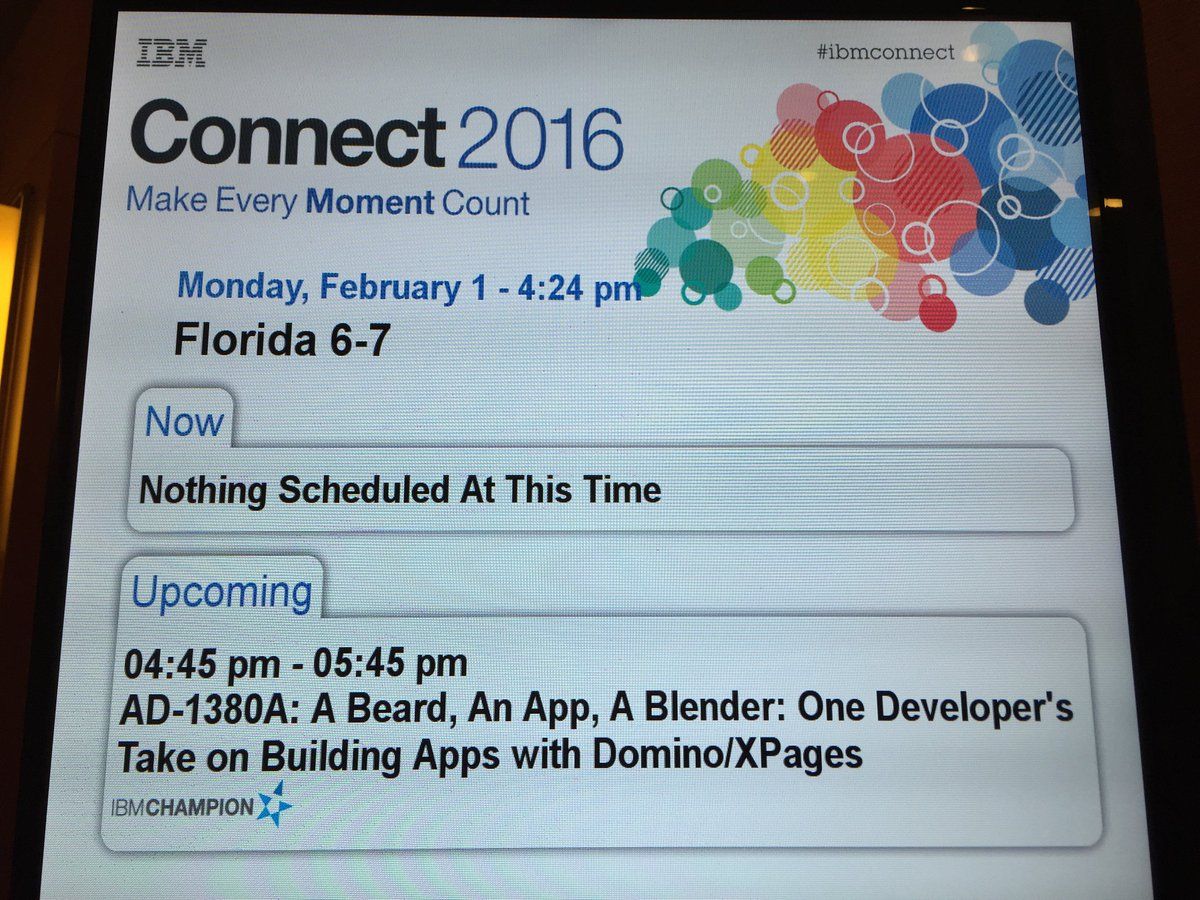 IBM
#ibmconnect
Connect 2016
Make Every Moment Count
Monday, February 1 - 4:24 pm
Florida 6-7
Now
Nothing Scheduled At This Time
Upcoming
04:45 pm - 05:45 pm
AD-1380A: A Beard, An App, A Blender: One Developer's
Take on Building Apps with Domino/XPages
IBMCHAMPION